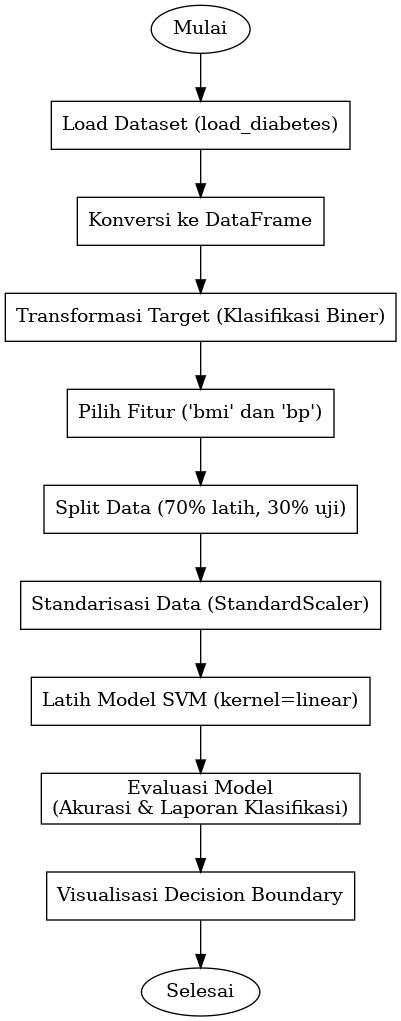 Mulai
Load Dataset (load_diabetes)
Konversi ke DataFrame
Transformasi Target (Klasifikasi Biner)
Pilih Fitur ('bmi' dan 'bp')
Split Data (70% latih, 30% uji)
Standarisasi Data (StandardScaler)
Latih Model SVM (kernel=linear)
Evaluasi Model
(Akurasi & Laporan Klasifikasi)
Visualisasi Decision Boundary
Selesai